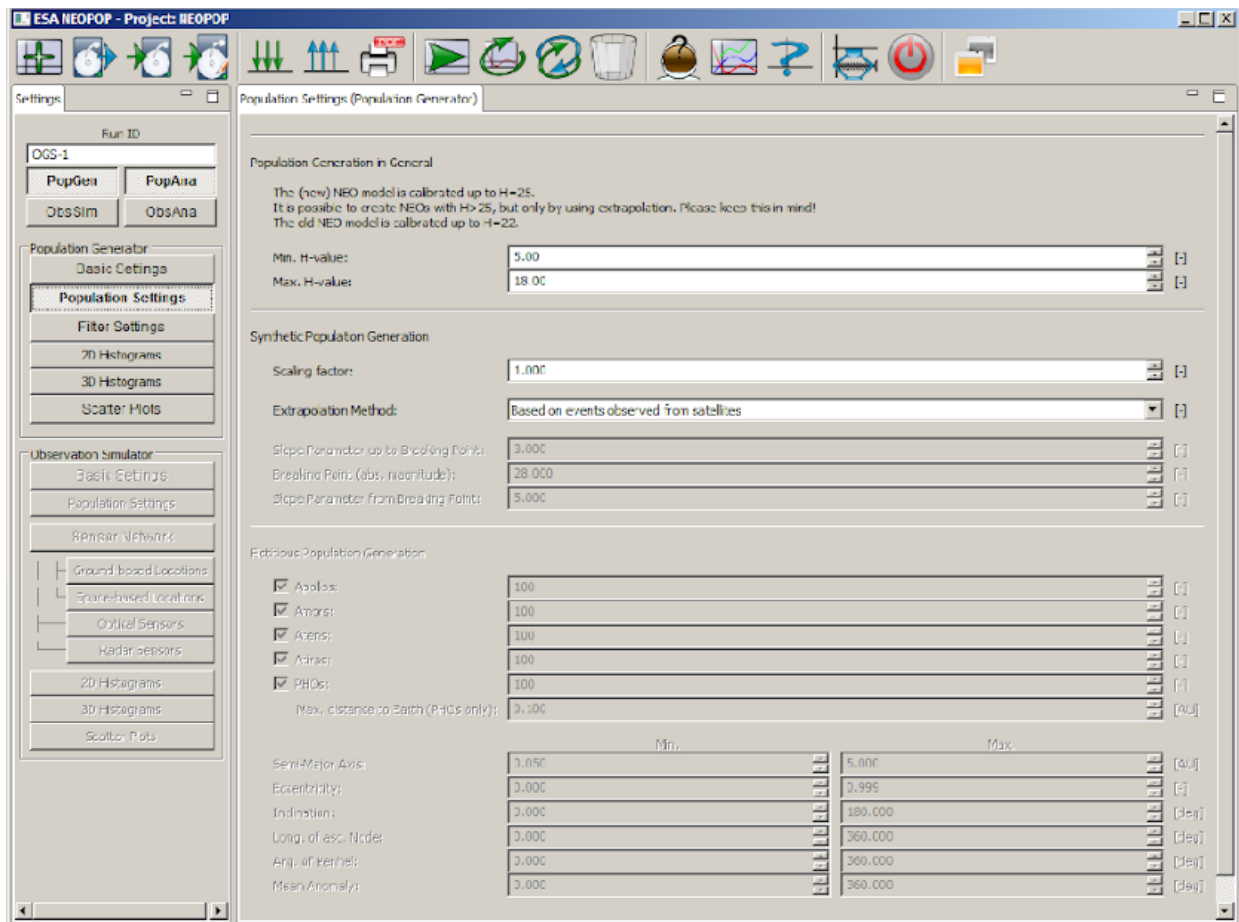 ESA NEOPOP - Project: NEOPOP
Settings
Population Settings (Population Generator)
Run ID
OGS-1
PopGen PopAna
ObsSim ObsAna
Population Generator
Basic Settings
Population Settings
Filter Settings
2D Histograms
3D Histograms
Scatter Plots
Observation Simulator
Basic Settings
Population Settings
Sensor Network
Ground-based Locations
Space-based Locations
Optical Sensors
Radar Sensors
2D Histograms
3D Histograms
Scatter Plots
Population Generation in General
The (new) NEO model is calibrated up to H=25.
It is possible to create NEOs with H>25, but only by using extrapolation. Please keep this in mind!
The old NEO model is calibrated up to H=22.
Min. H-value: 5.00 [-]
Max. H-value: 18.00 [-]
Synthetic Population Generation
Scaling factor: 1.000 [-]
Extrapolation Method: Based on events observed from satellites [-]
Slope Parameter up to Breaking Point: 3.000 [-]
Breaking Point (abs. magnitude): 28.000 [-]
Slope Parameter from Breaking Point: 5.000 [-]
Fictitious Population Generation
Apollos: 100 [-]
Amors: 100 [-]
Atens: 100 [-]
Atiras: 100 [-]
PHOs: 100 [-]
Max. distance to Earth (PHOs only): 0.100 [AU]
Min. Max.
Semi-Major Axis: 0.050 5.000 [AU]
Eccentricity: 0.000 0.999 [-]
Inclination: 0.000 180.000 [deg]
Long. of asc. Node: 0.000 360.000 [deg]
Arg. of Perihel: 0.000 360.000 [deg]
Mean Anomaly: 0.000 360.000 [deg]